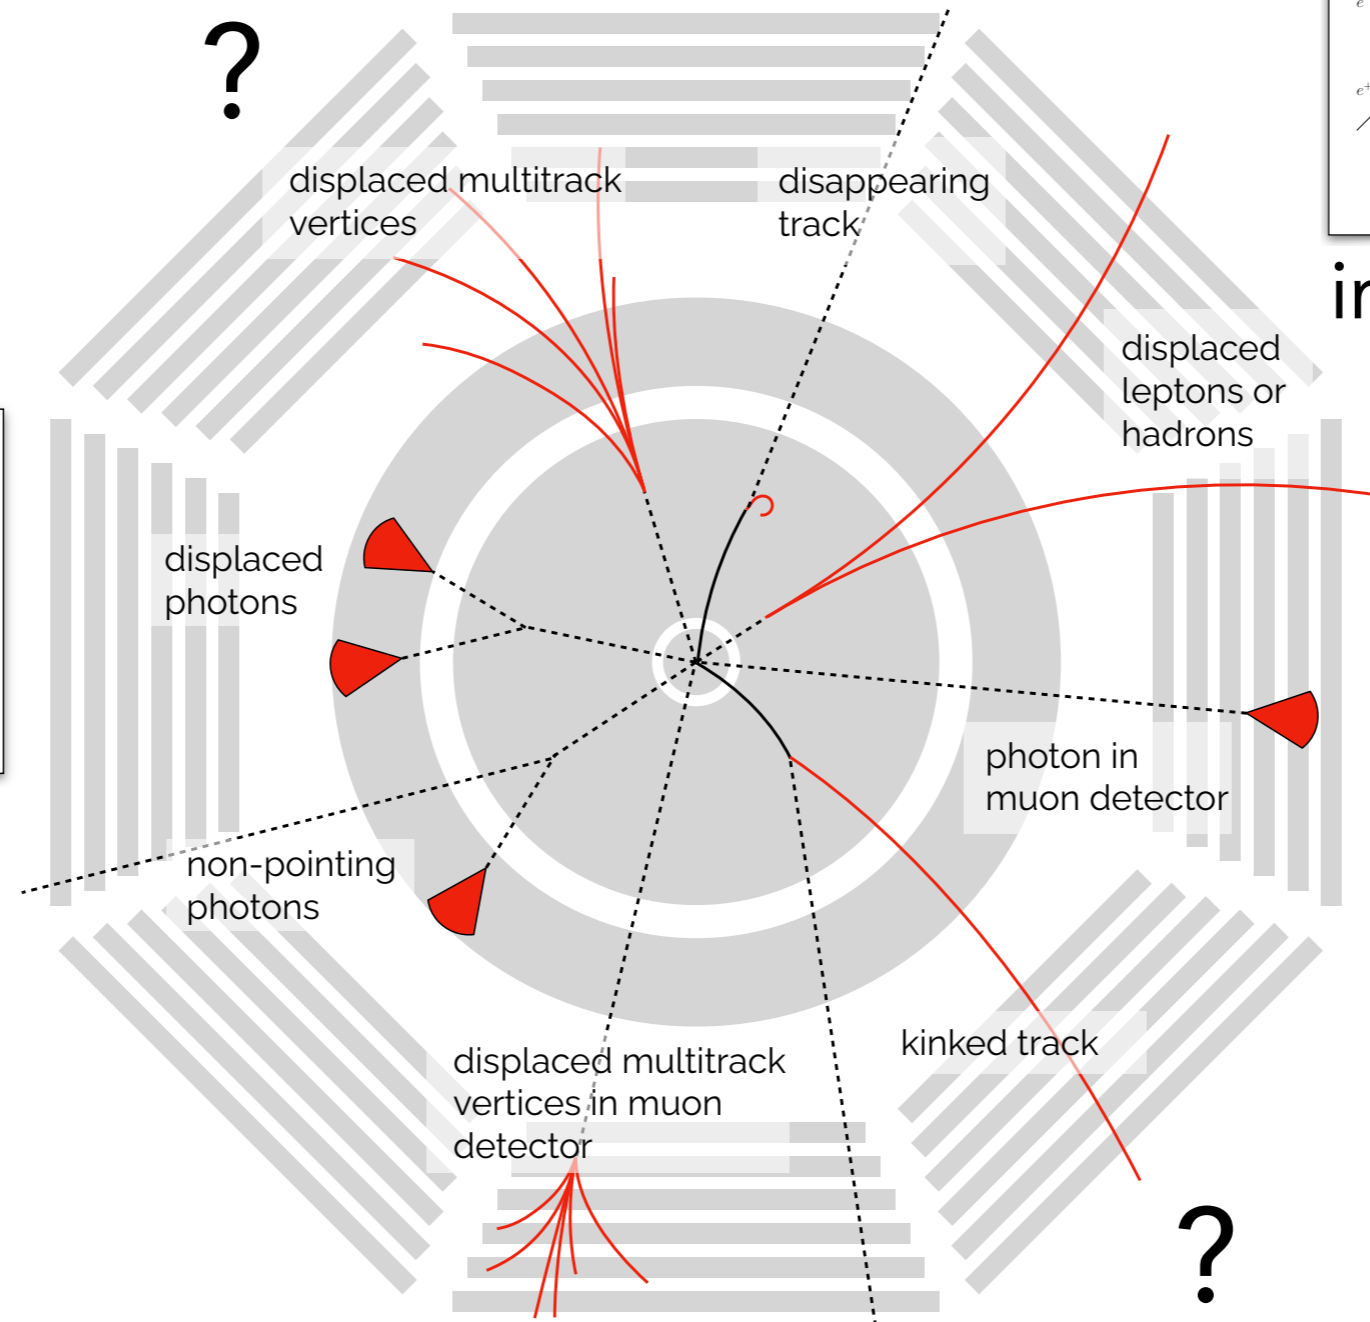 e
e+
?
displaced multitrack
vertices
disappearing
track
displaced
leptons or
hadrons
displaced
photons
photon in
muon detector
non-pointing
photons
kinked track
displaced multitrack
vertices in muon
detector
?